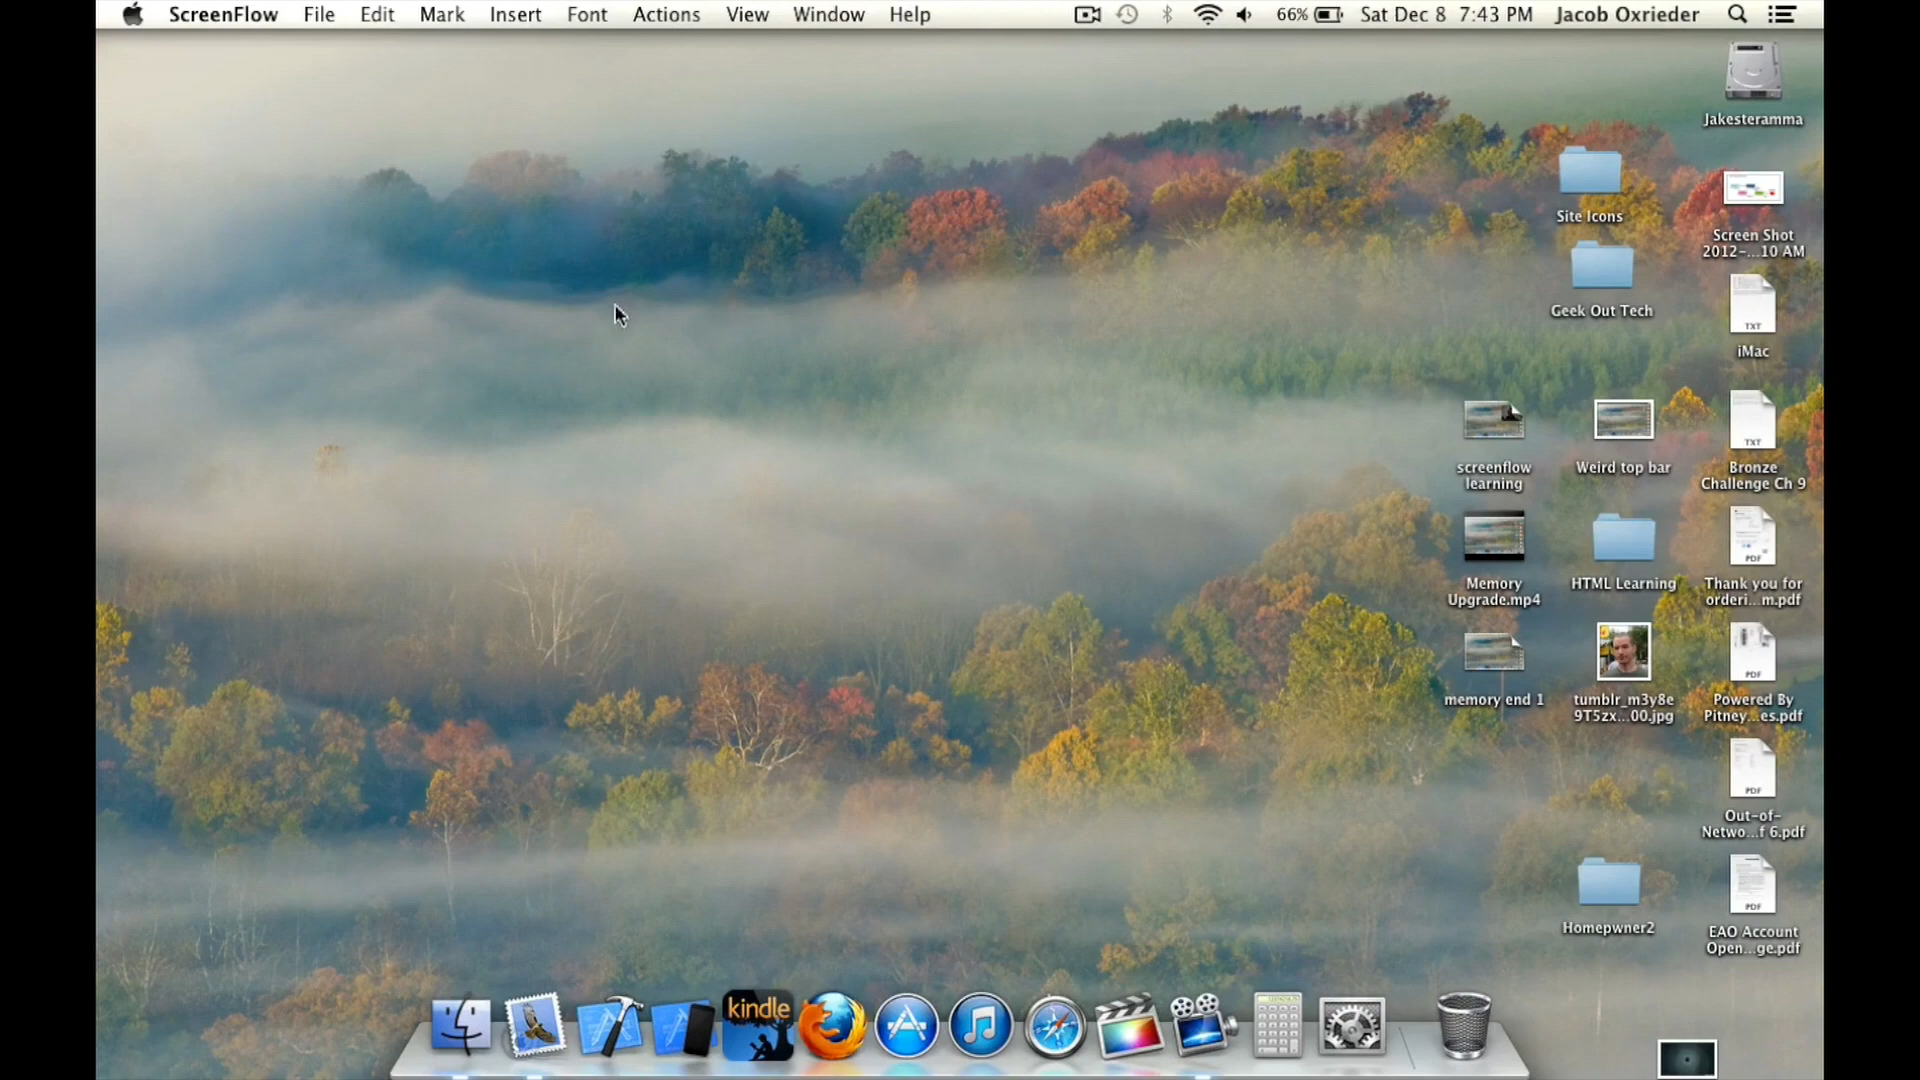 ScreenFlow File Edit Mark Insert Font Actions View Window Help 66% Sat Dec 8 7:43 PM Jacob Oxrieder
Jakesteramma
Site Icons
Screen Shot
2012-...10 AM
Geek Out Tech
TXT
iMac
screenflow
learning
Weird top bar
TXT
Bronze
Challenge Ch 9
Memory
Upgrade.mp4
HTML Learning
PDF
Thank you for
orderi...m.pdf
memory end 1
tumblr_m3y8e
9T5zx...00.jpg
PDF
Powered By
Pitney...es.pdf
PDF
Out-of-
Netwo...f 6.pdf
Homepwner2
PDF
EAO Account
Open...ge.pdf
kindle